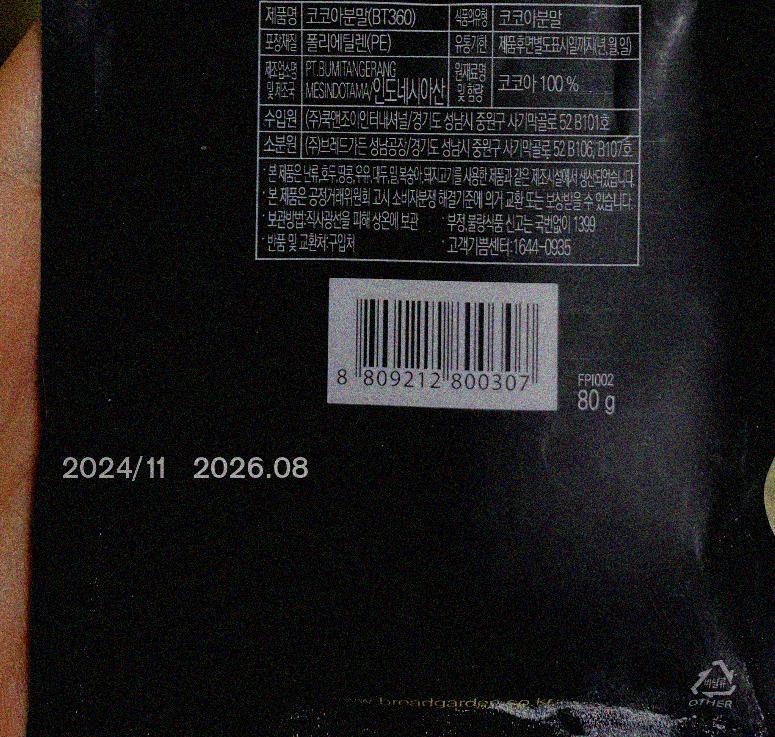 제품명 코코아분말(BT360) 식품의유형 코코아분말
포장재질 폴리에틸렌(PE) 유통기한 제품후면별도표시일까지(년,월,일)
제조업소명 및 제조국 PT.BUMITANGERANG MESINDOTAMA/인도네시아산 원재료명 및 함량 코코아 100 %
수입원 (주)쿡앤즈이인터내셔널/경기도 성남시 중원구 사기막골로 52 B101호
소분원 (주)브레드가든 성남공장/경기도 성남시 중원구 사기막골로 52 B106, B107호
· 본 제품은 난류,호두,땅콩,우유,대두,밀,복숭아,돼지고기를 사용한 제품과 같은 제조시설에서 생산되었습니다.
· 본 제품은 공정거래위원회 고시 소비자분쟁 해결기준에 의거 교환 또는 보상받을 수 있습니다.
· 보관방법:직사광선을 피해 상온에 보관 · 부정,불량식품 신고는 국번없이 1399
· 반품 및 교환처:구입처 · 고객기쁨센터:1644-0935
8 809212 800307
FPI002
80 g
2024/11 2026.08
비닐류
OTHER